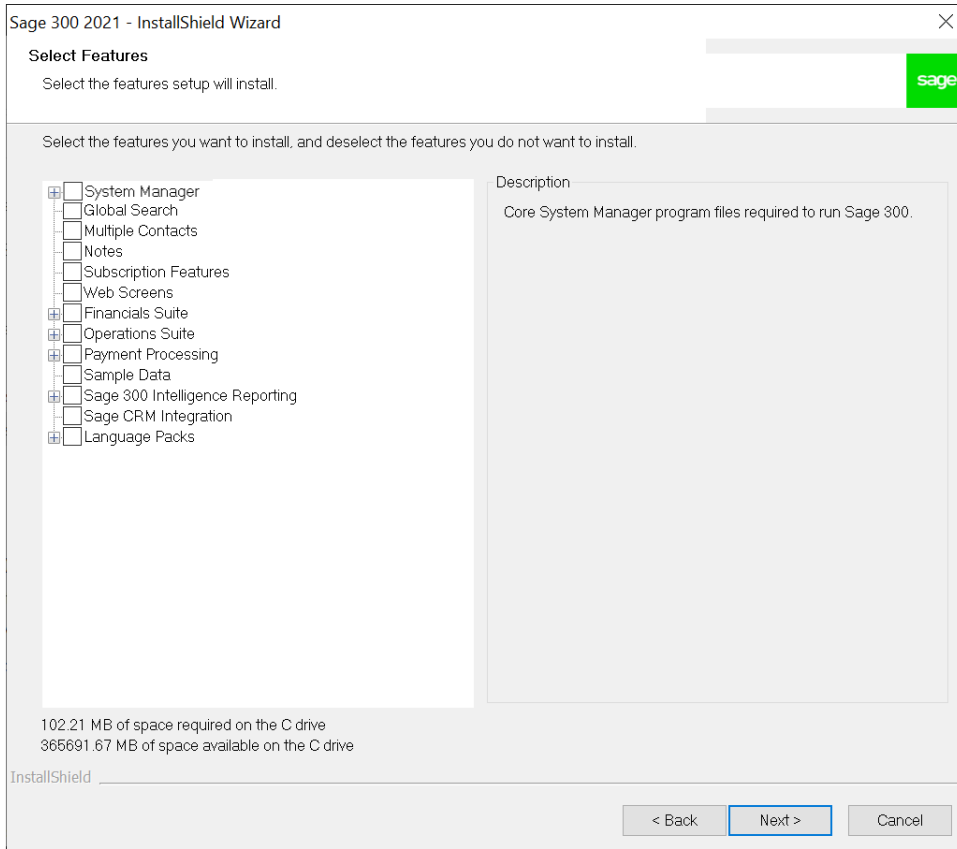 Sage 300 2021 - InstallShield Wizard
Select Features
Select the features setup will install.
sage
Select the features you want to install, and deselect the features you do not want to install.
System Manager
Global Search
Multiple Contacts
Notes
Subscription Features
Web Screens
Financials Suite
Operations Suite
Payment Processing
Sample Data
Sage 300 Intelligence Reporting
Sage CRM Integration
Language Packs
Description
Core System Manager program files required to run Sage 300.
102.21 MB of space required on the C drive
365691.67 MB of space available on the C drive
InstallShield
< Back
Next >
Cancel